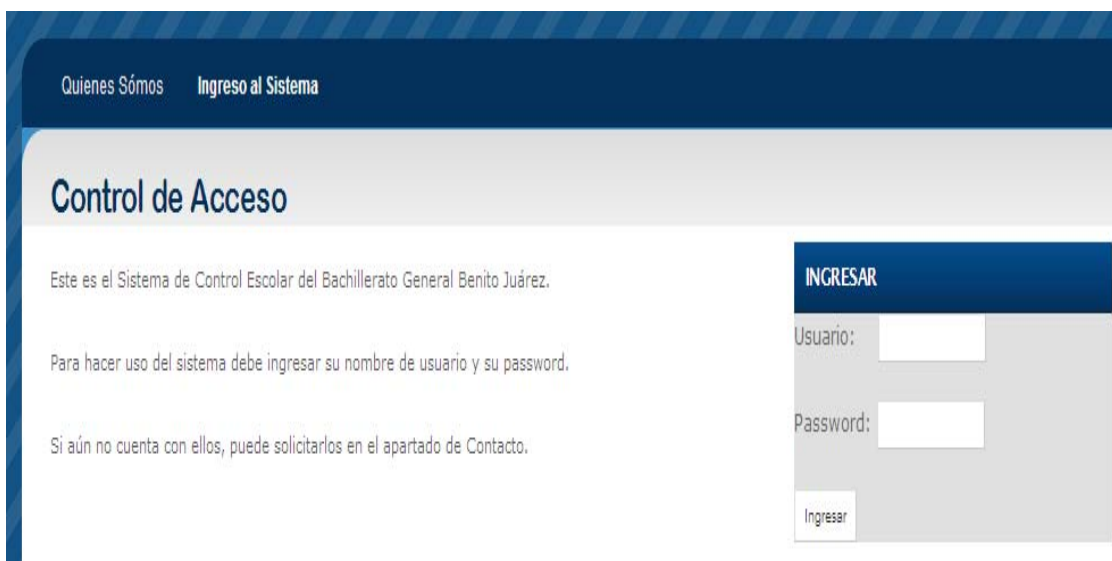 Quienes Sómos Ingreso al Sistema
Control de Acceso
Este es el Sistema de Control Escolar del Bachillerato General Benito Juárez.
Para hacer uso del sistema debe ingresar su nombre de usuario y su password.
Si aún no cuenta con ellos, puede solicitarlos en el apartado de Contacto.
INGRESAR
Usuario:
Password:
Ingresar